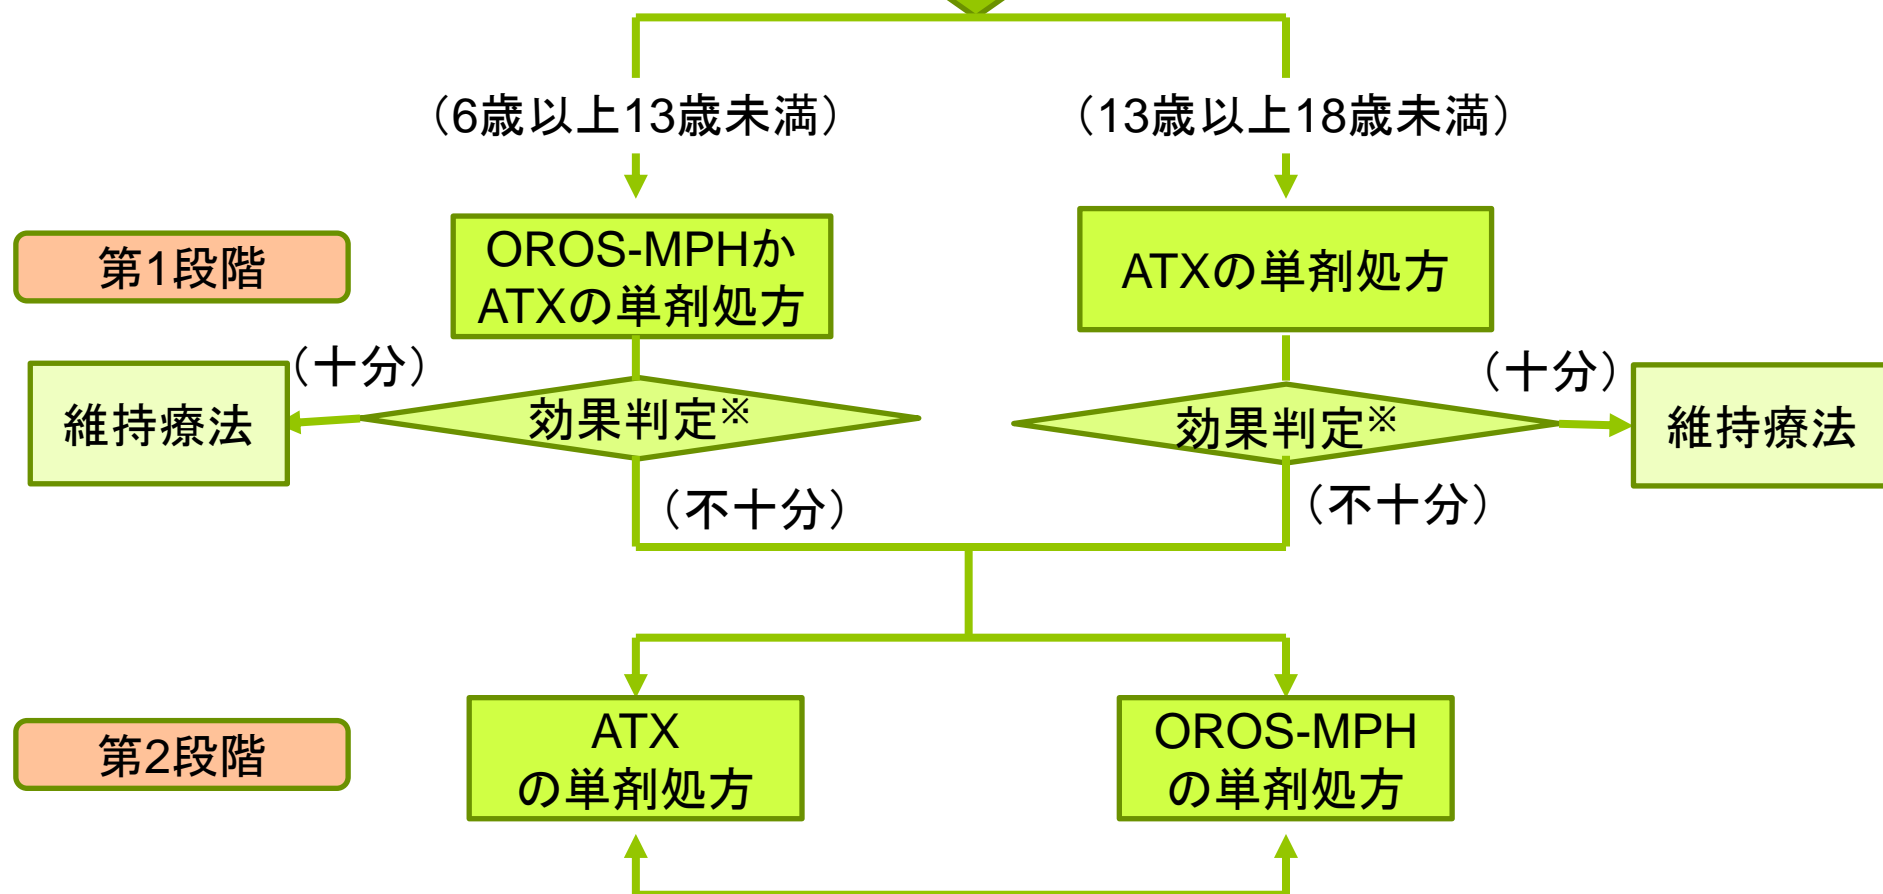 （6歳以上13歳未満）
（13歳以上18歳未満）
第1段階
OROS-MPHか
ATXの単剤処方
ATXの単剤処方
（十分）
（十分）
維持療法
効果判定※
効果判定※
維持療法
（不十分）
（不十分）
第2段階
ATX
の単剤処方
OROS-MPH
の単剤処方